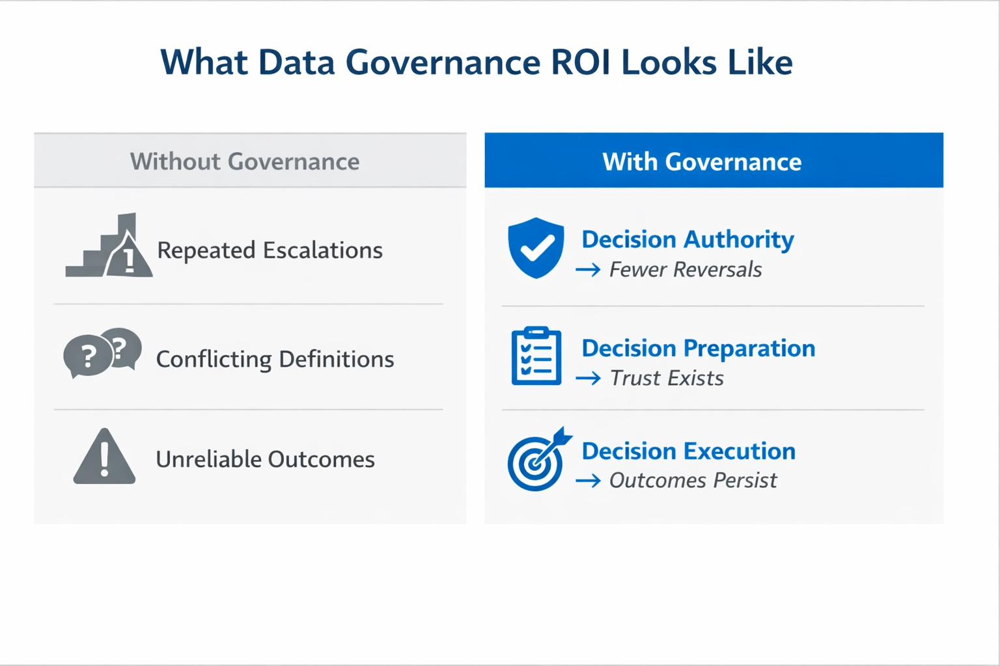 What Data Governance ROI Looks Like
Without Governance
Repeated Escalations
Conflicting Definitions
Unreliable Outcomes
With Governance
Decision Authority
→ Fewer Reversals
Decision Preparation
→ Trust Exists
Decision Execution
→ Outcomes Persist